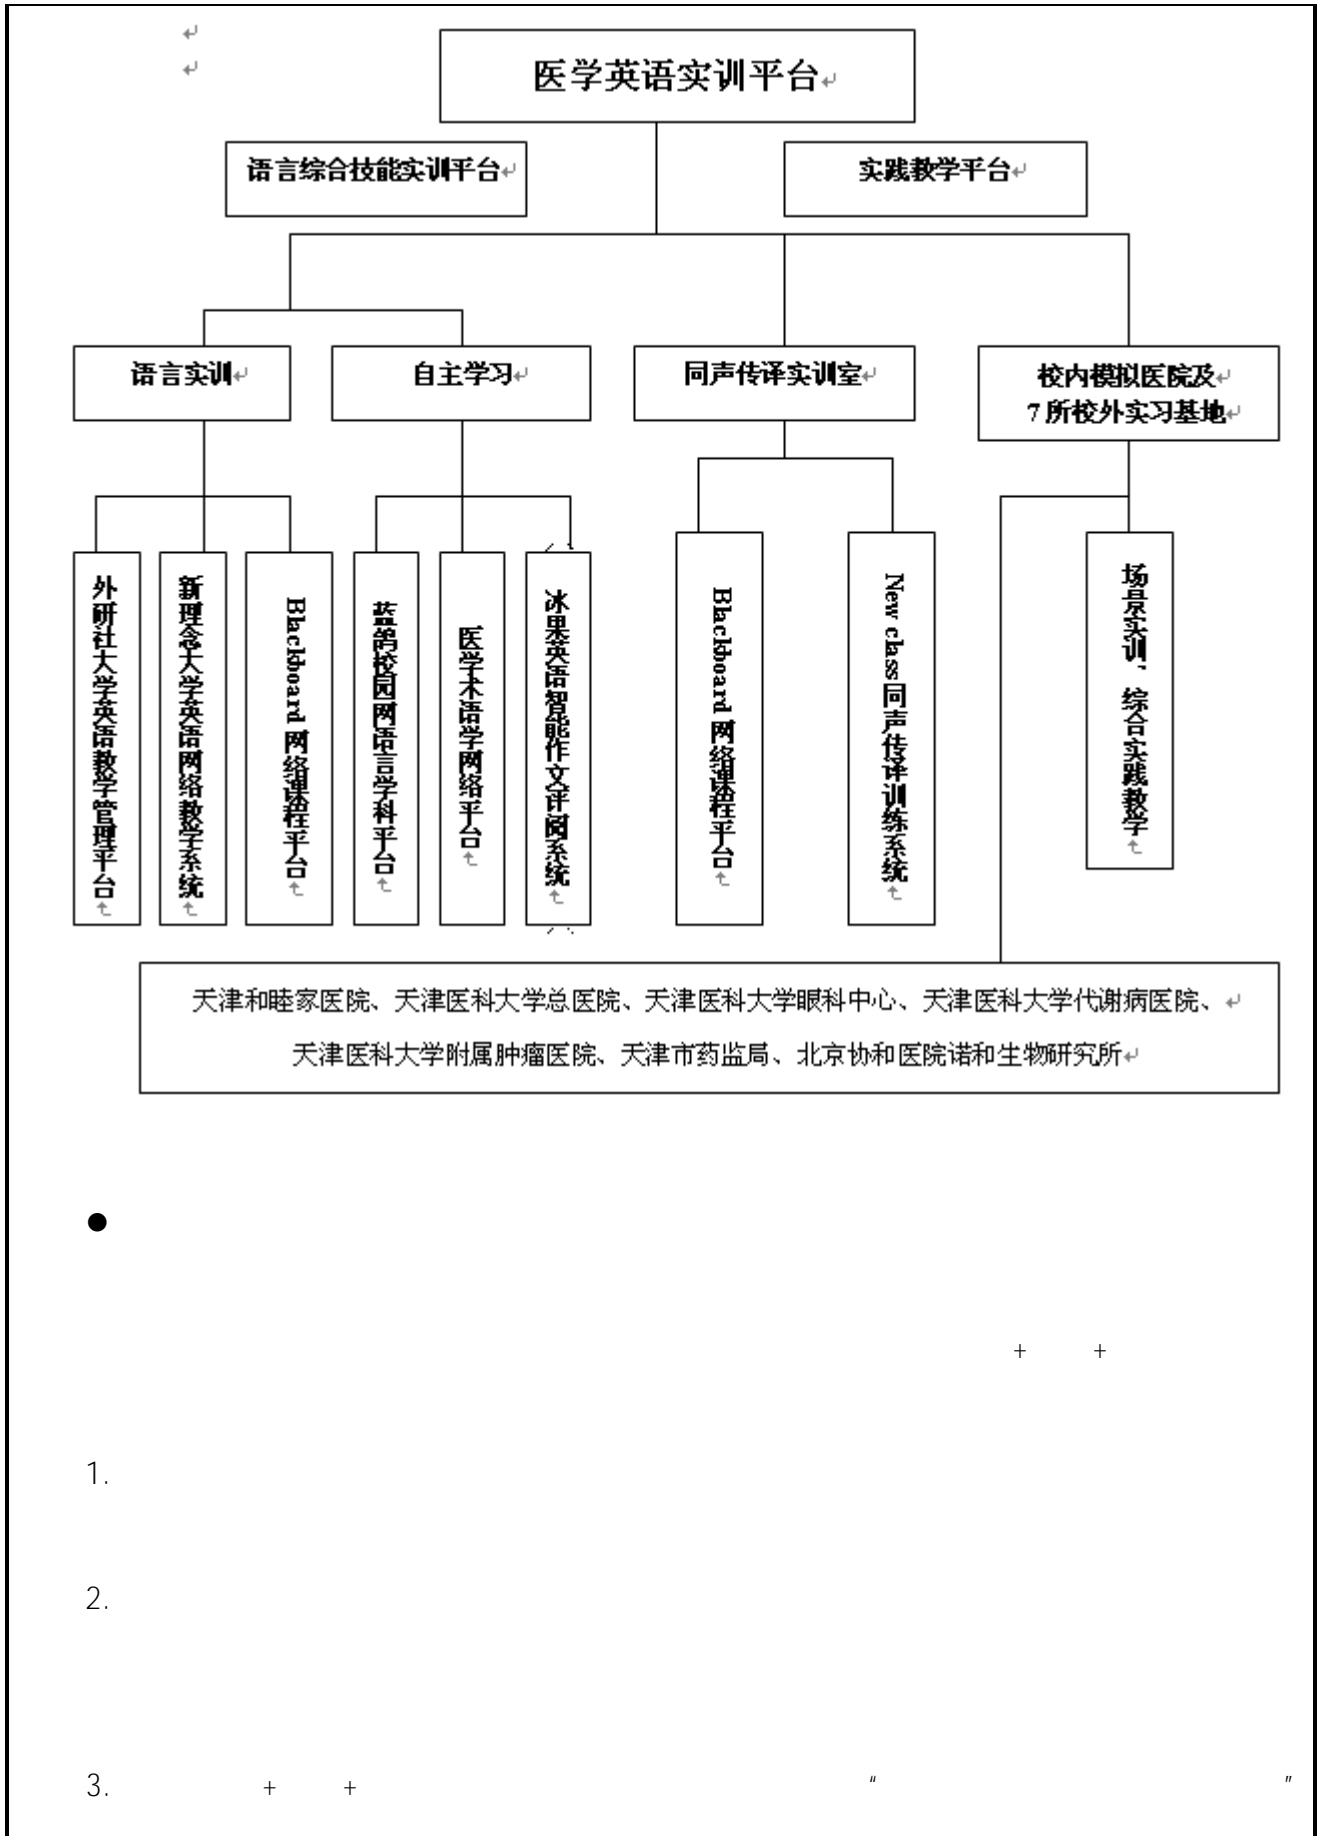 医学英语实训平台
语言综合技能实训平台
实践教学平台
语言实训
自主学习
同声传译实训室
校内模拟医院及
7所校外实习基地
外研社大学英语教学管理平台
新理念大学英语网络教学系统
Blackboard 网络课程平台
蓝鸽校园网语言学科平台
医学术语学网络平台
冰果英语智能作文评阅系统
Blackboard 网络课程平台
New class同声传译训练系统
场景实训、综合实践教学
天津和睦家医院、天津医科大学总医院、天津医科大学眼科中心、天津医科大学代谢病医院、
天津医科大学附属肿瘤医院、天津市药监局、北京协和医院诺和生物研究所
●
+ +
1.
2.
3. + + “ ”